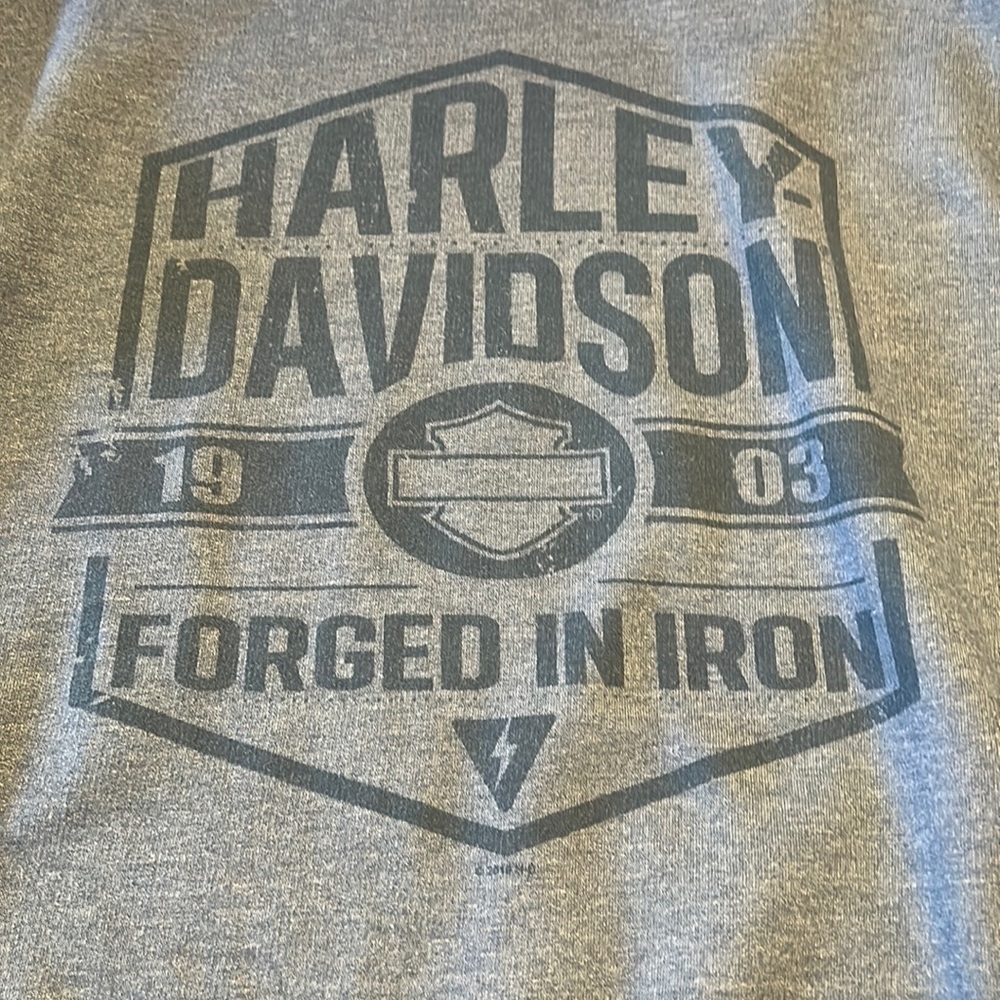 HARLEY-
DAVIDSON
19 03
®
FORGED IN IRON